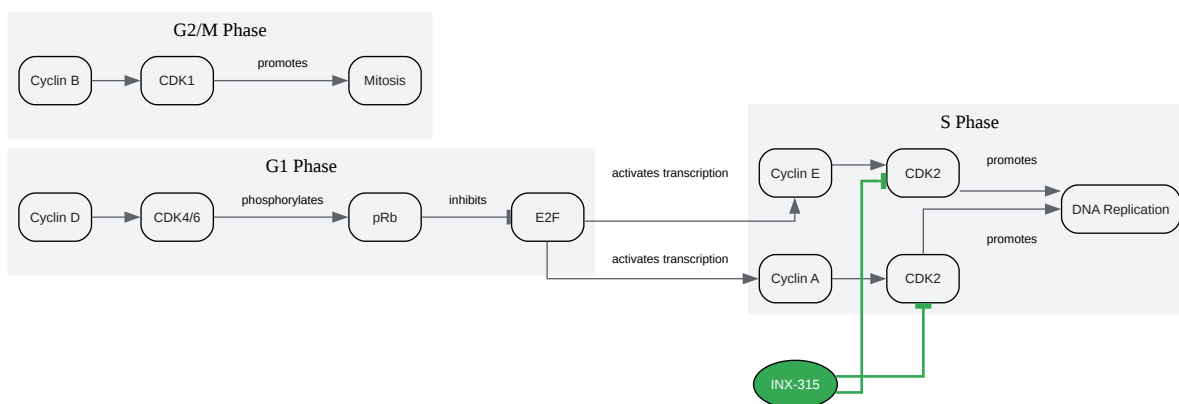 G2/M Phase
Cyclin B
CDK1
promotes
Mitosis
G1 Phase
Cyclin D
CDK4/6
phosphorylates
pRb
inhibits
E2F
activates transcription
activates transcription
S Phase
Cyclin E
CDK2
promotes
DNA Replication
promotes
Cyclin A
CDK2
INX-315